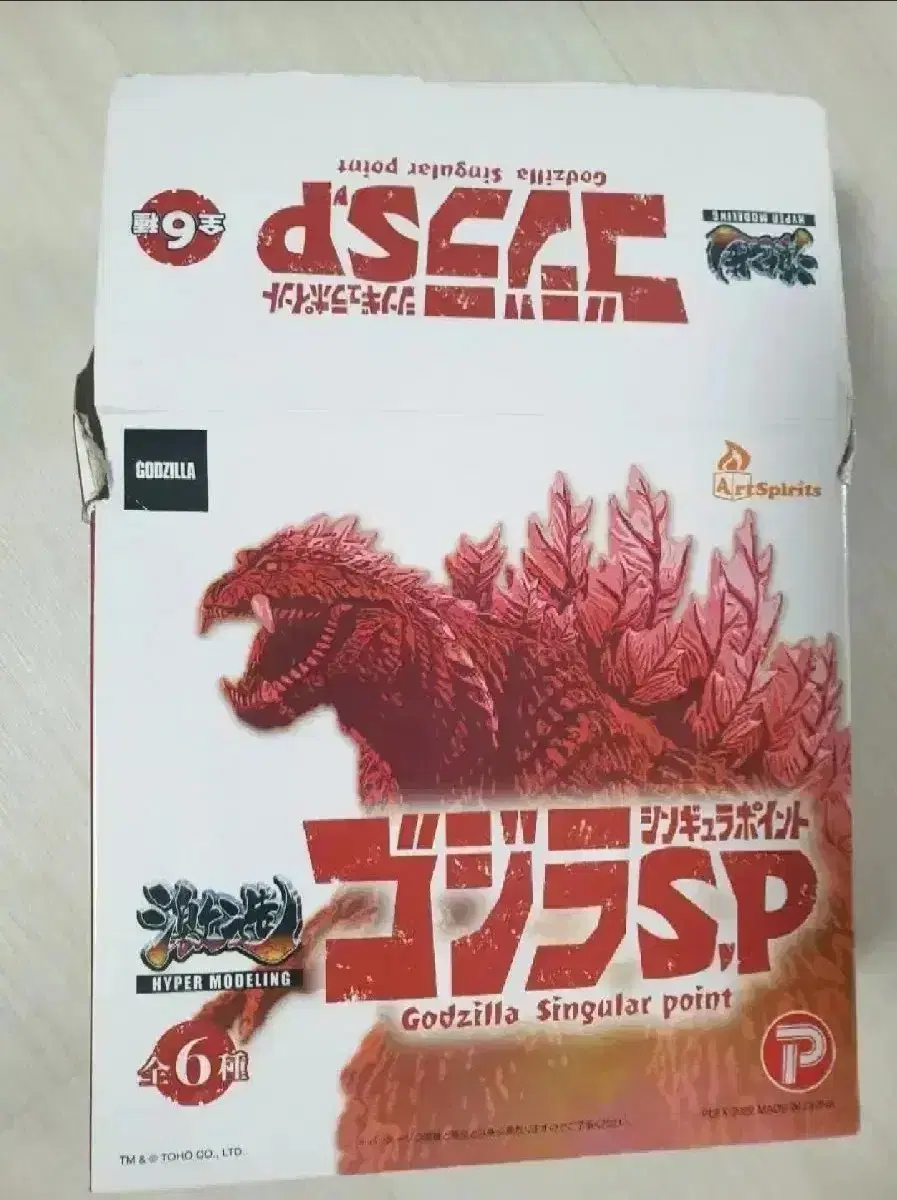 Godzilla Singular point
ゴジラS.P
シンギュラポイント
全6種
HYPER MODELING
GODZILLA
ArtSpirits
シンギュラポイント
ゴジラS.P
Godzilla Singular point
HYPER MODELING
全6種
TM & © TOHO CO., LTD.